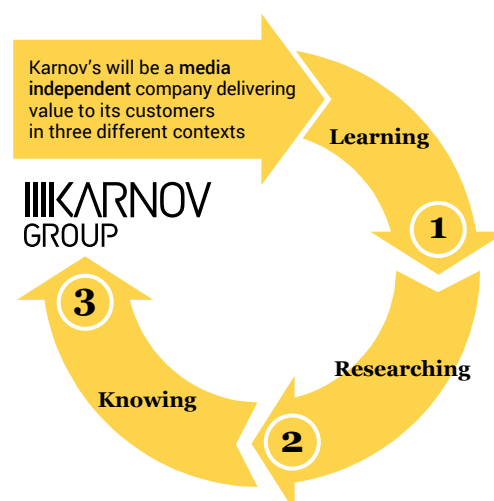 Karnov’s will be a media
independent company delivering
value to its customers
in three different contexts
Learning
1
KARNOV
GROUP
3
Researching
Knowing
2